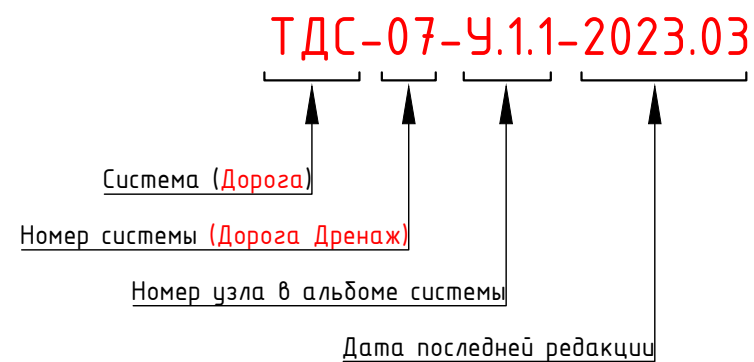 ТДС-07-У.1.1-2023.03
Система (Дорога)
Номер системы (Дорога Дренаж)
Номер узла в альбоме системы
Дата последней редакции